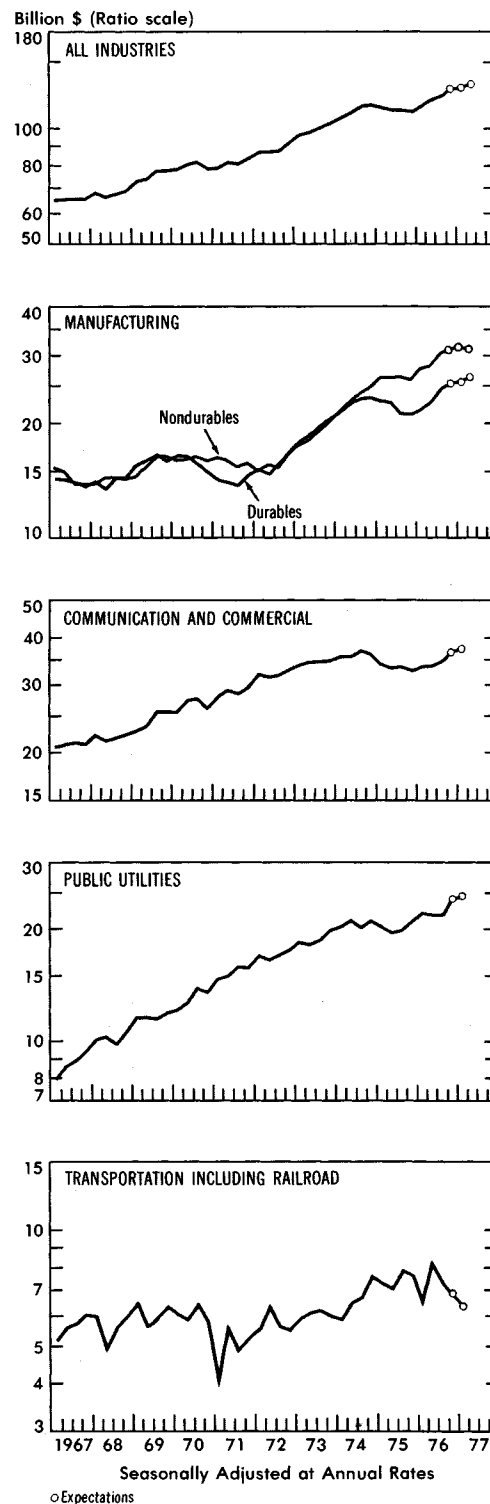 Billion $ (Ratio scale)
180
ALL INDUSTRIES
100
80
60
50
40
MANUFACTURING
30
Nondurables
20
15
Durables
10
50
COMMUNICATION AND COMMERCIAL
40
30
20
15
30
PUBLIC UTILITIES
20
15
10
8
7
15
TRANSPORTATION INCLUDING RAILROAD
10
7
5
4
3
1967 68 69 70 71 72 73 74 75 76 77
Seasonally Adjusted at Annual Rates
o Expectations